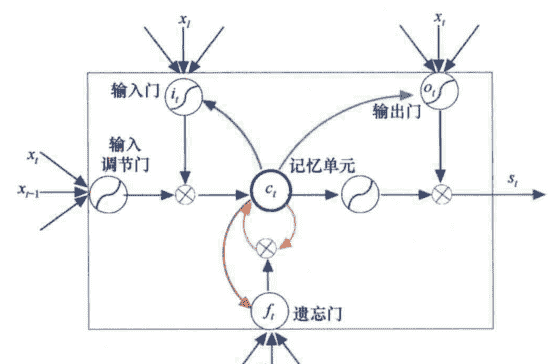 x_t
x_t
输入门
i_t
o_t
输出门
输入
调节门
x_t
x_{t-1}
记忆单元
c_t
s_t
f_t
遗忘门